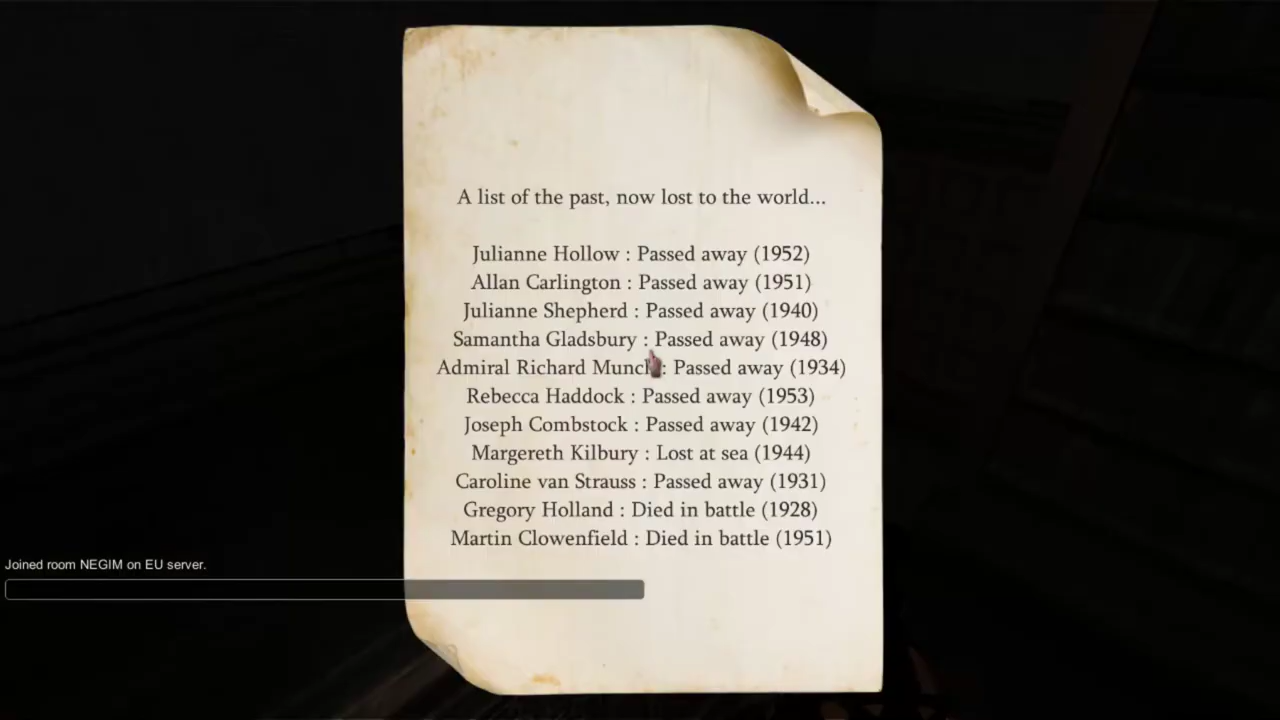 A list of the past, now lost to the world...
Julianne Hollow : Passed away (1952)
Allan Carlington : Passed away (1951)
Julianne Shepherd : Passed away (1940)
Samantha Gladsbury : Passed away (1948)
Admiral Richard Munch : Passed away (1934)
Rebecca Haddock : Passed away (1953)
Joseph Combstock : Passed away (1942)
Margereth Kilbury : Lost at sea (1944)
Caroline van Strauss : Passed away (1931)
Gregory Holland : Died in battle (1928)
Martin Clowenfield : Died in battle (1951)
Joined room NEGIM on EU server.